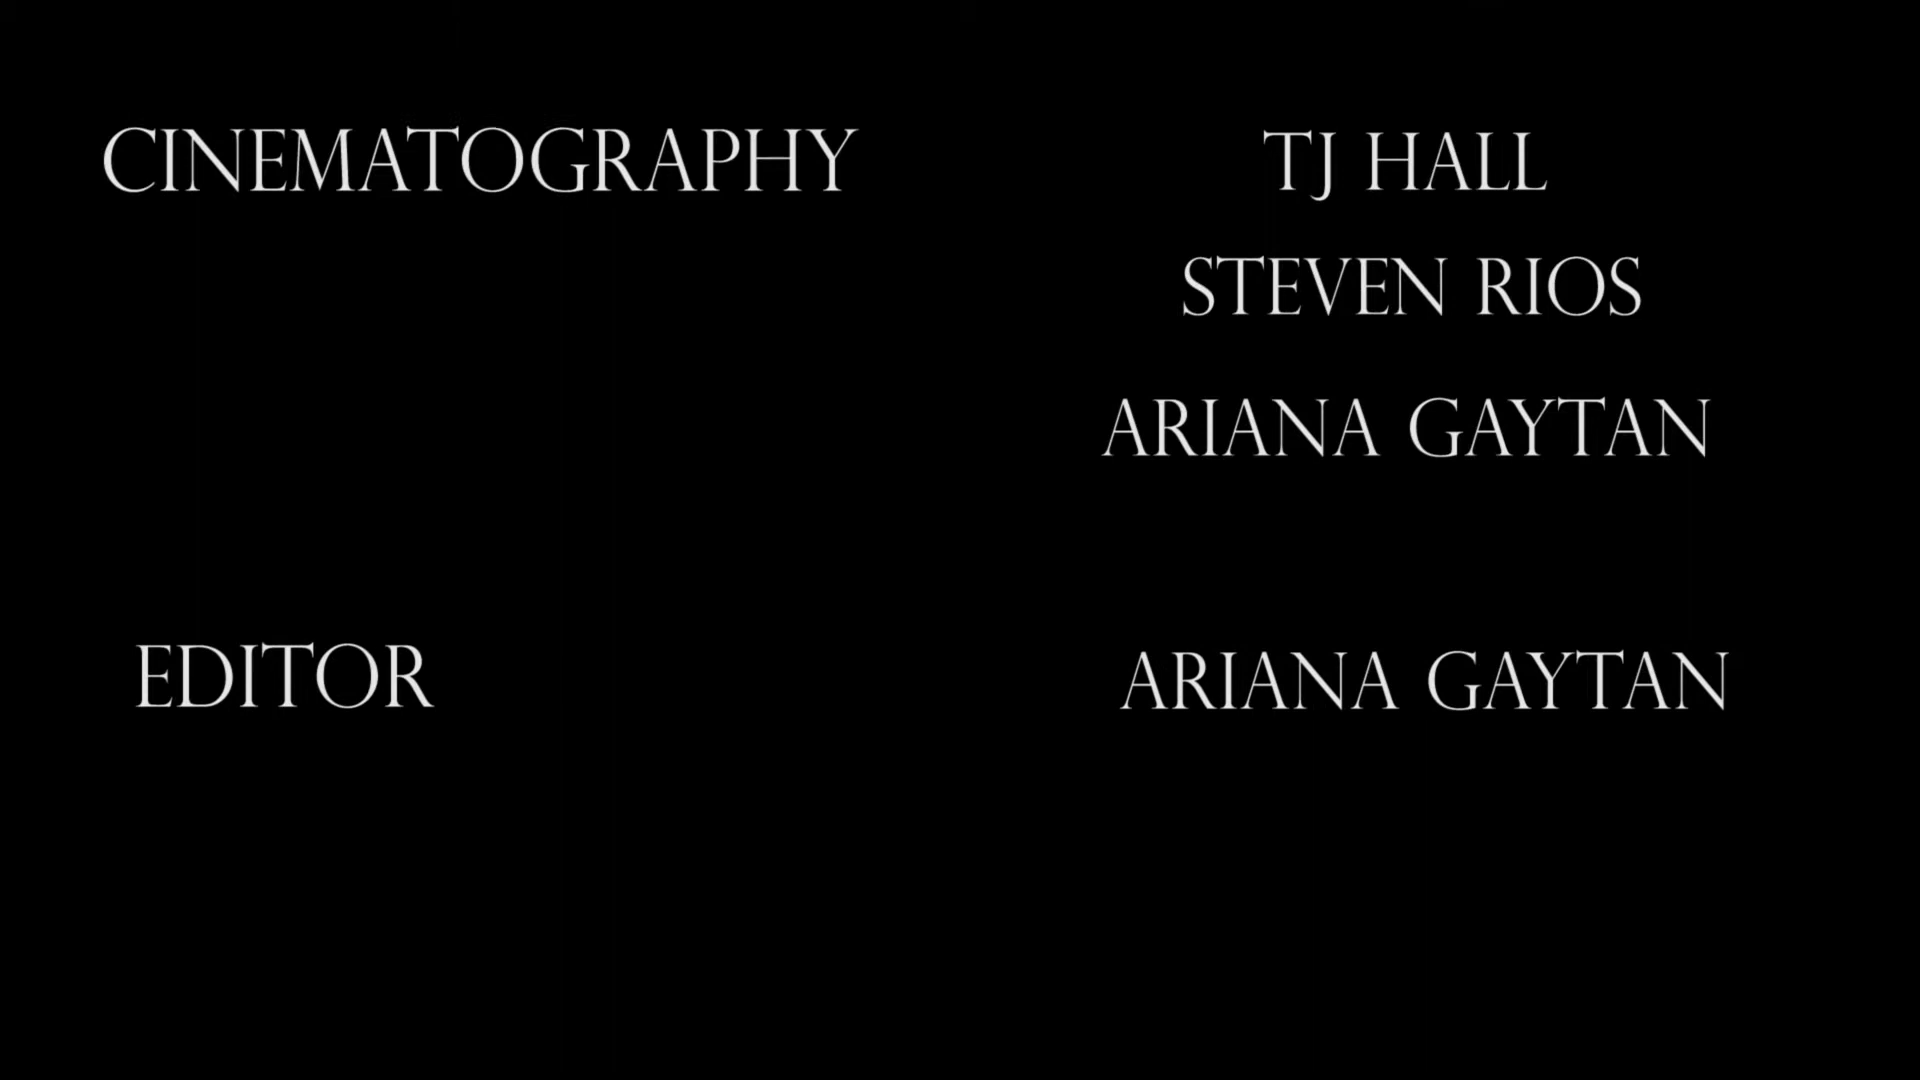 CINEMATOGRAPHY TJ HALL
STEVEN RIOS
ARIANA GAYTAN
EDITOR ARIANA GAYTAN